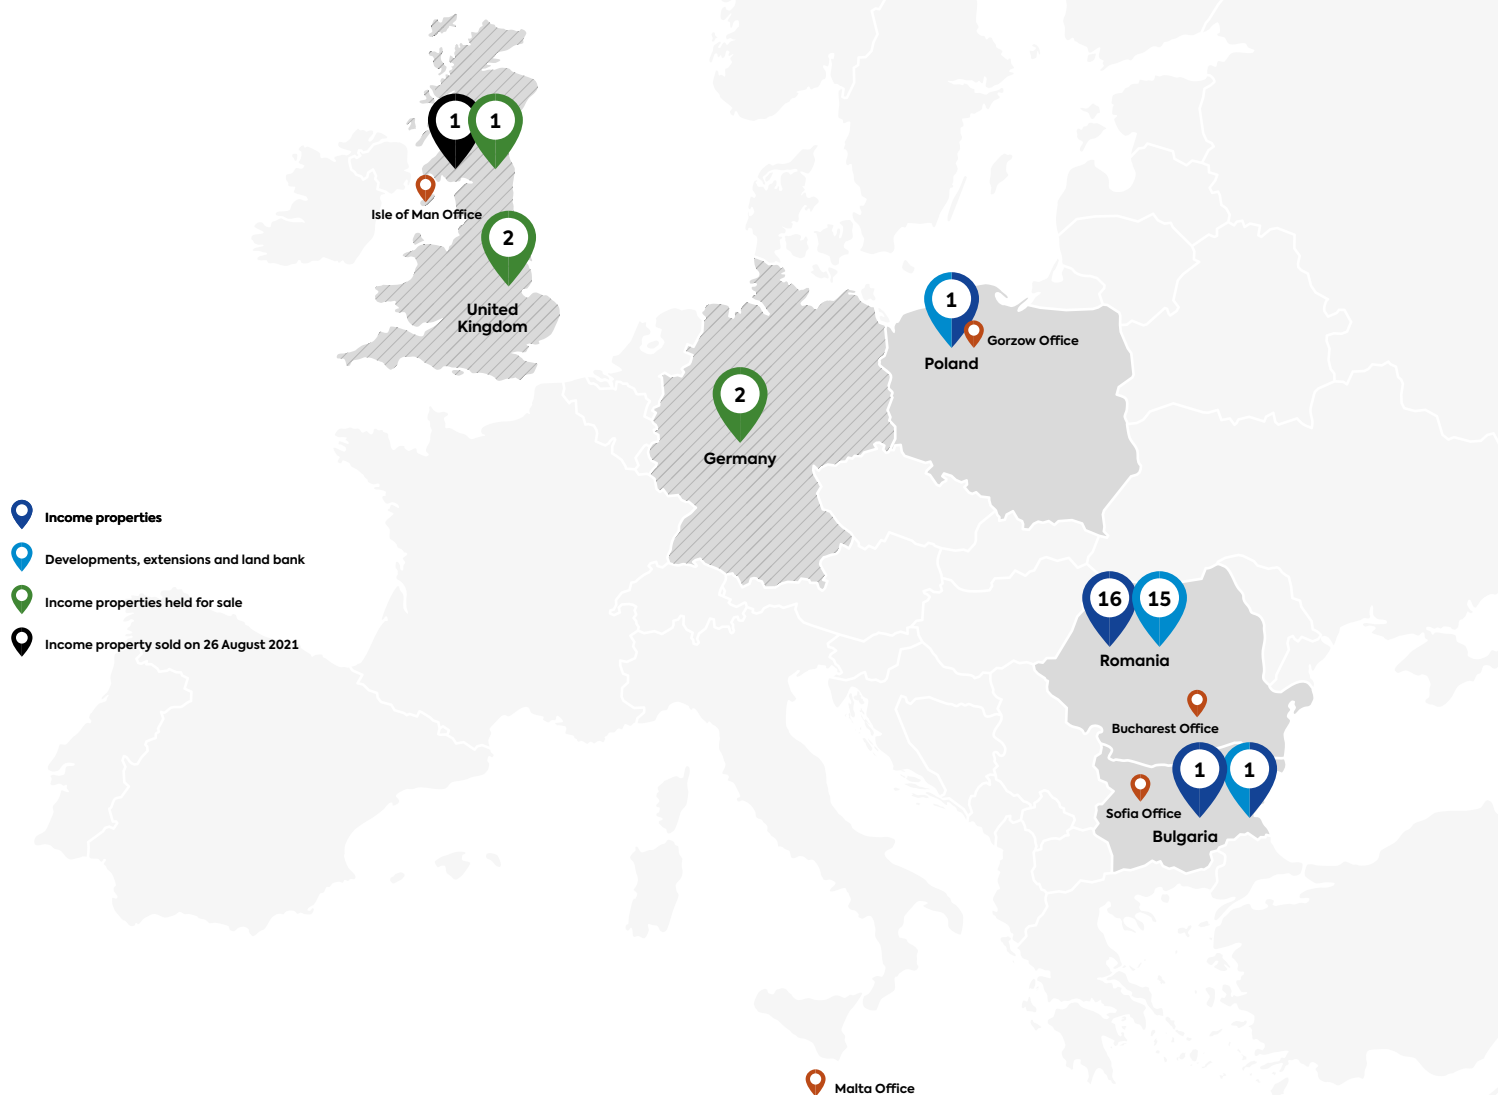 1
1
Isle of Man Office
2
United
Kingdom
1
Gorzow Office
Poland
2
Germany
Income properties
Developments, extensions and land bank
Income properties held for sale
Income property sold on 26 August 2021
16
15
Romania
Bucharest Office
1
1
Sofia Office
Bulgaria
Malta Office